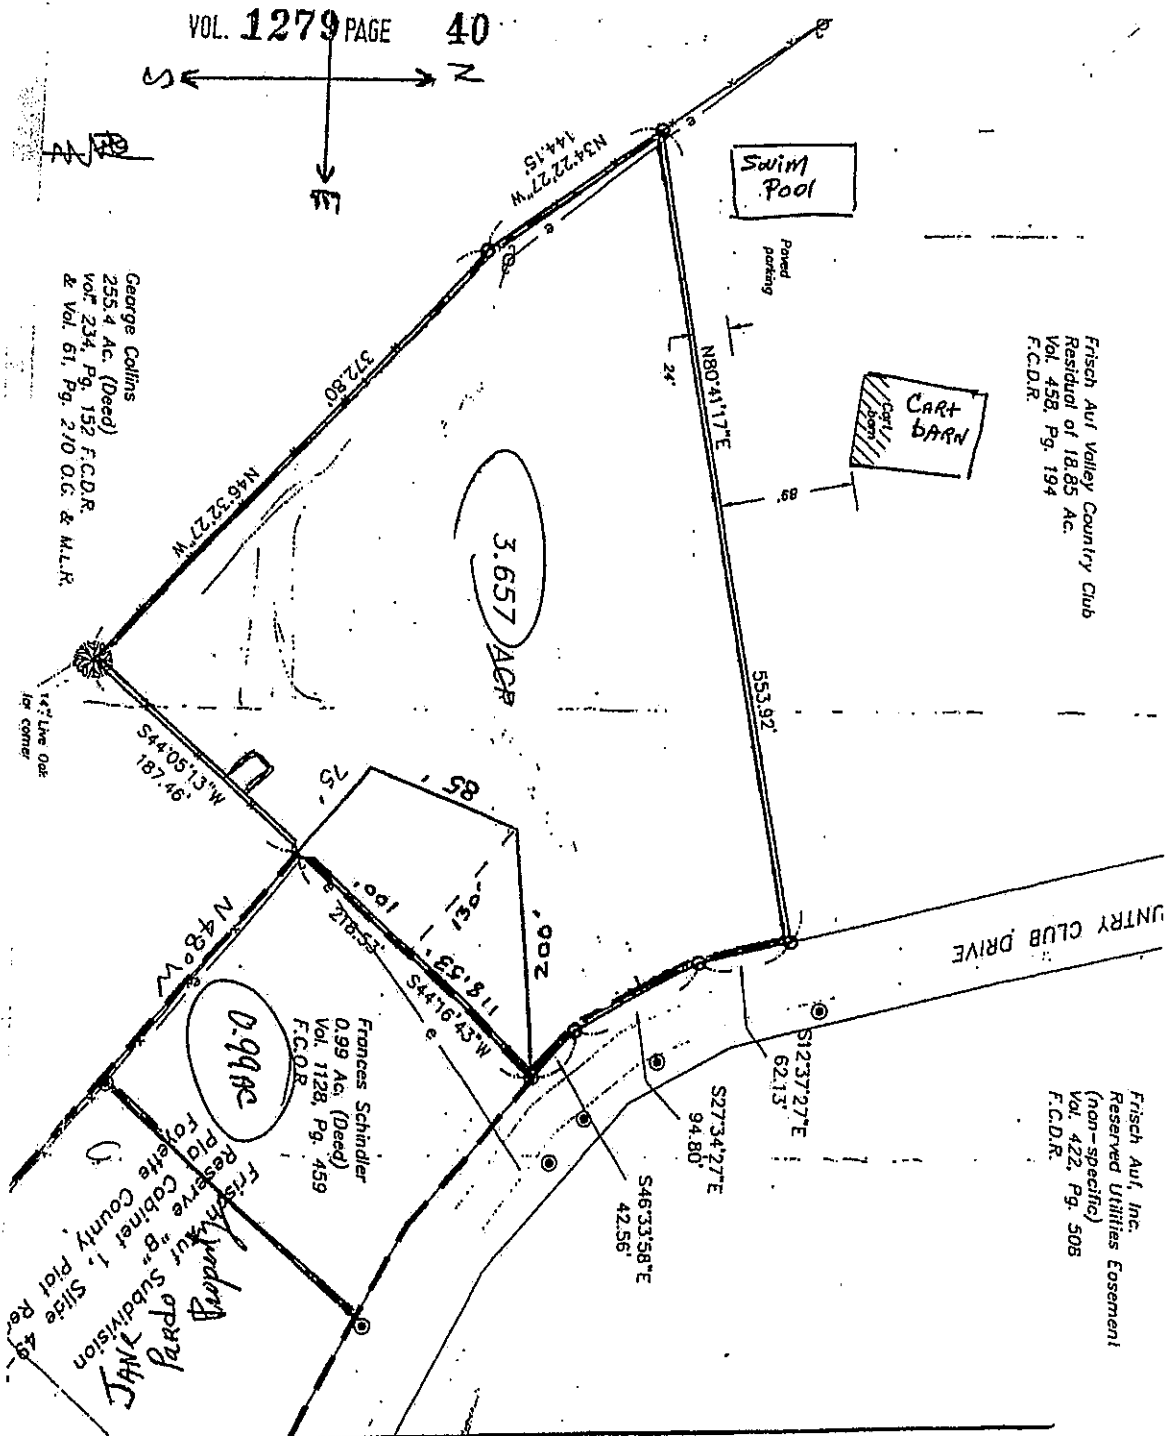 VOL. 1279 PAGE 40
S
N
E
Swim
Pool
Paved
parking
N34°22'27"W
144.15'
Frisch Auf Valley Country Club
Residual of 18.85 Ac.
Vol. 458, Pg. 194
F.C.D.R.
CART
BARN
Cart
barn
24'
N80°41'17"E
89'
553.92'
George Collins
255.4 Ac. (Deed)
Vol. 234, Pg. 152 F.C.D.R.
& Vol. 61, Pg. 210 O.G. & M.L.R.
372.80'
N46°32'27"W
3.657 ACR
14" Live Oak
for corner
S44°05'13"W
187.46'
75'
85'
200'
130'
100'
118.53'
218.53'
S44°16'43"W
N48°W
0.99 AC
Frances Schindler
0.99 Ac. (Deed)
Vol. 1128, Pg. 459
F.C.O.R.
UNTRY CLUB DRIVE
S12°37'27"E
62.13'
S27°34'27"E
94.80'
S46°33'58"E
42.56'
Frisch Auf, Inc.
Reserved Utilities Easement
(non-specific)
Vol. 422, Pg. 508
F.C.D.R.
Frisch Auf Subdivision
Reserve "B"
Plat Cabinet 1, Slide 49
Fayette County Plat Re